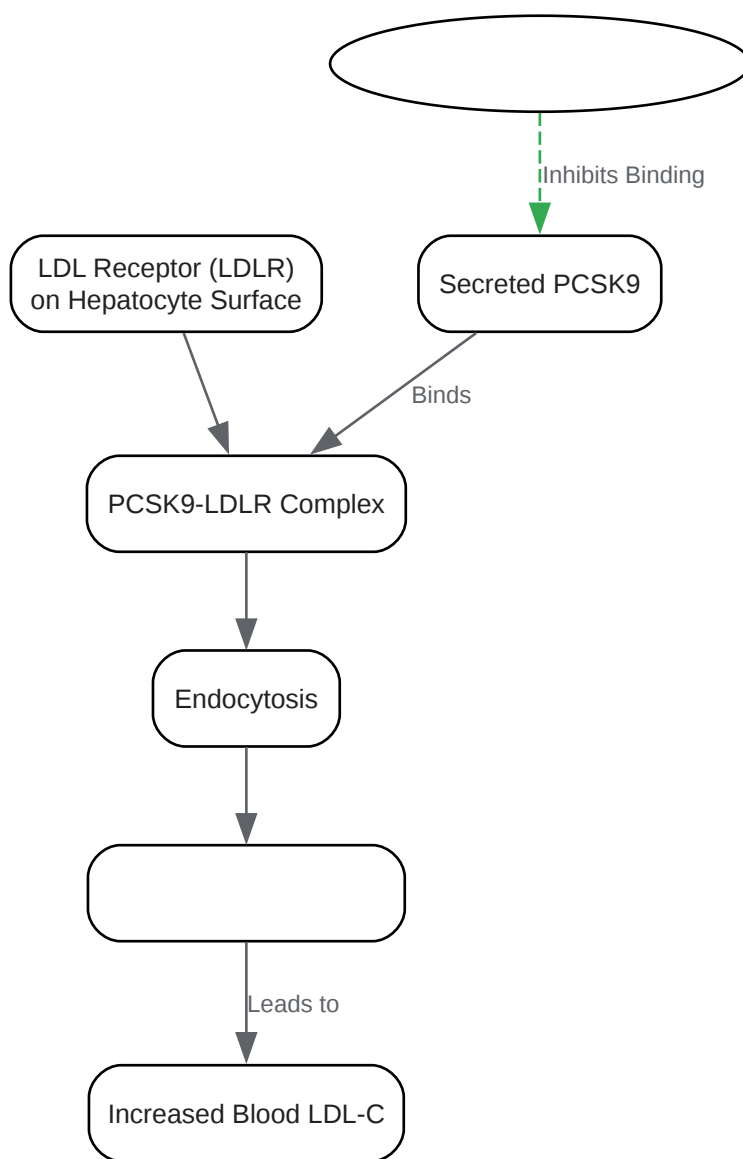 Inhibits Binding
LDL Receptor (LDLR)
on Hepatocyte Surface
Secreted PCSK9
Binds
PCSK9-LDLR Complex
Endocytosis
Leads to
Increased Blood LDL-C